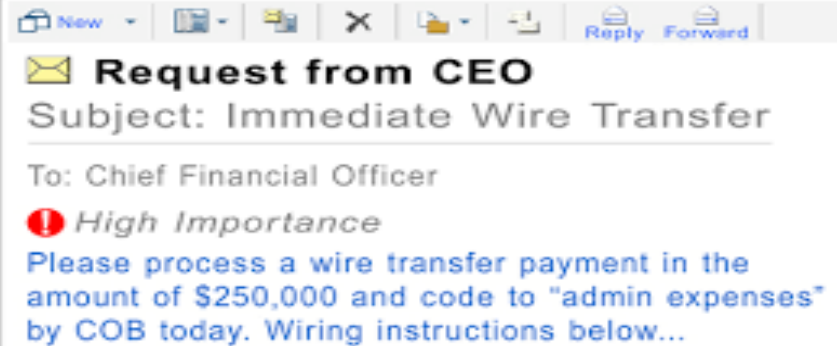 New
Reply Forward
Request from CEO
Subject: Immediate Wire Transfer
To: Chief Financial Officer
High Importance
Please process a wire transfer payment in the
amount of $250,000 and code to “admin expenses”
by COB today. Wiring instructions below...